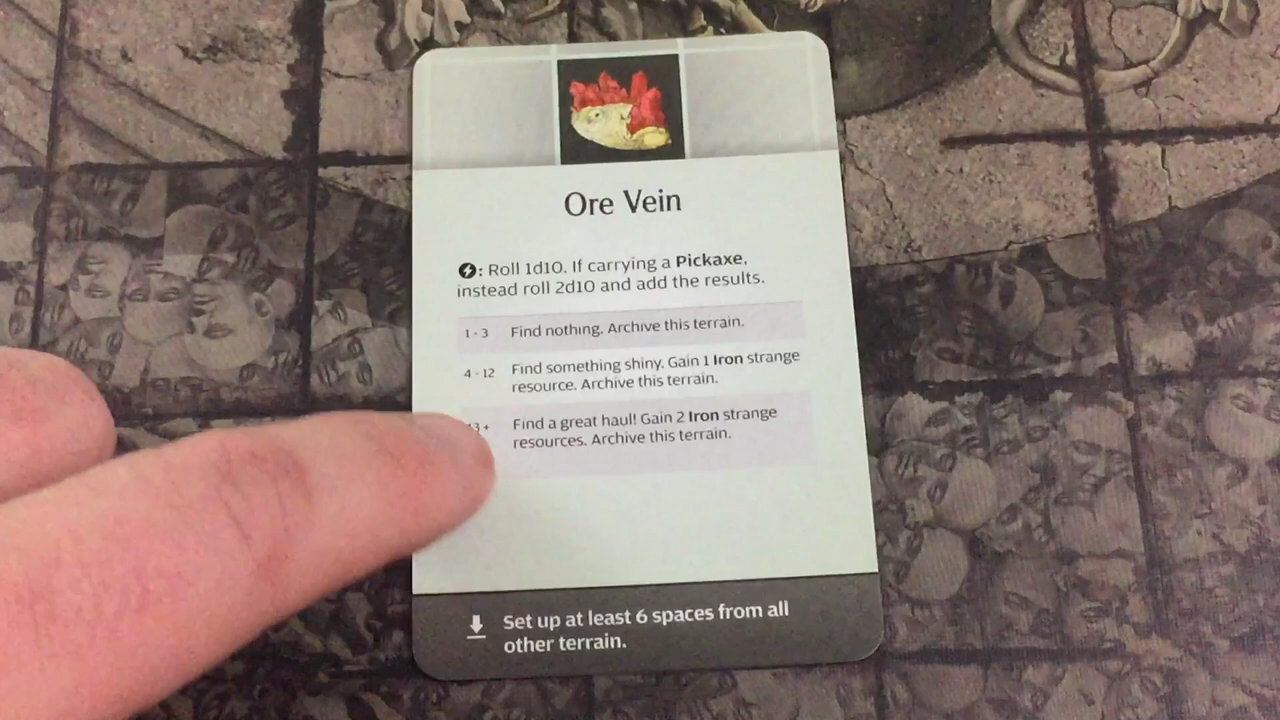 Ore Vein
: Roll 1d10. If carrying a Pickaxe,
instead roll 2d10 and add the results.
1 - 3 Find nothing. Archive this terrain.
4 - 12 Find something shiny. Gain 1 Iron strange
resource. Archive this terrain.
13 + Find a great haul! Gain 2 Iron strange
resources. Archive this terrain.
Set up at least 6 spaces from all
other terrain.